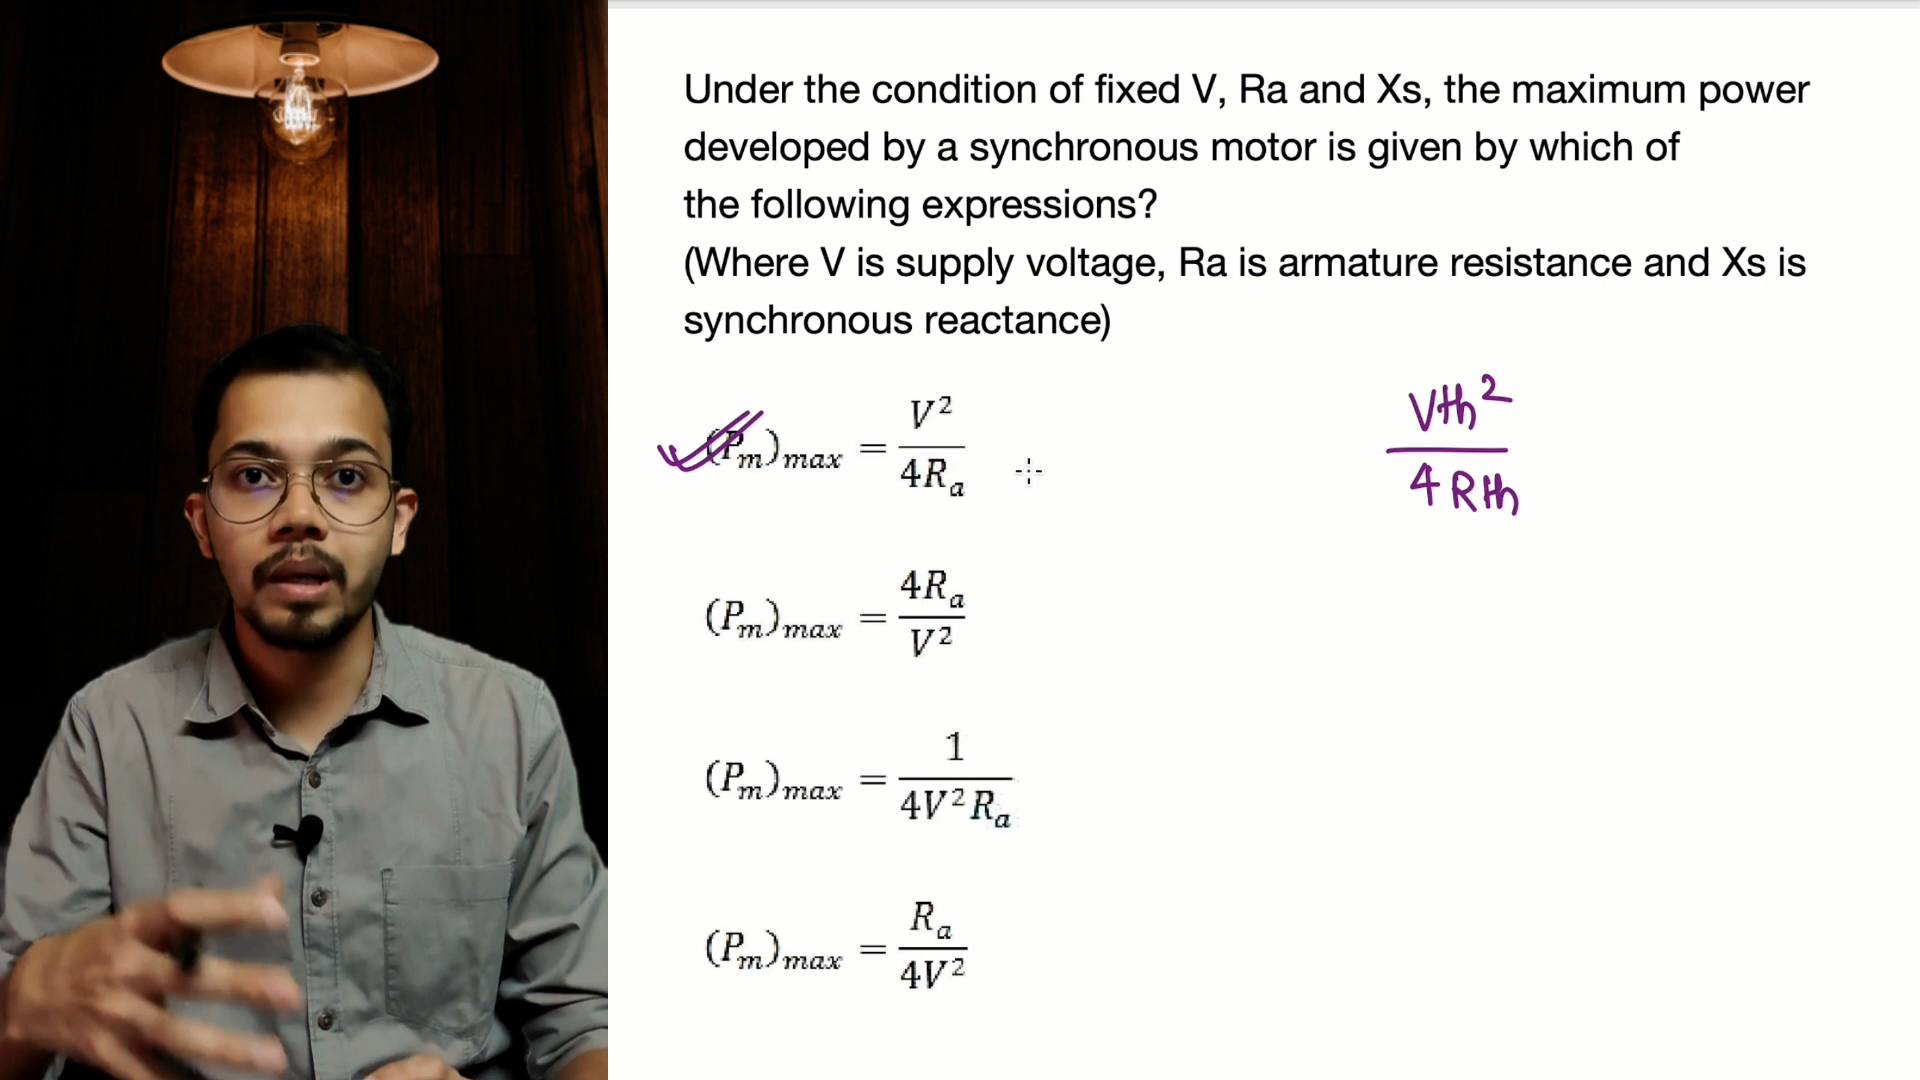 Under the condition of fixed V, Ra and Xs, the maximum power
developed by a synchronous motor is given by which of
the following expressions?
(Where V is supply voltage, Ra is armature resistance and Xs is
synchronous reactance)
(Pm)max = V² / 4Ra
Vth² / 4Rth
(Pm)max = 4Ra / V²
(Pm)max = 1 / 4V²Ra
(Pm)max = Ra / 4V²